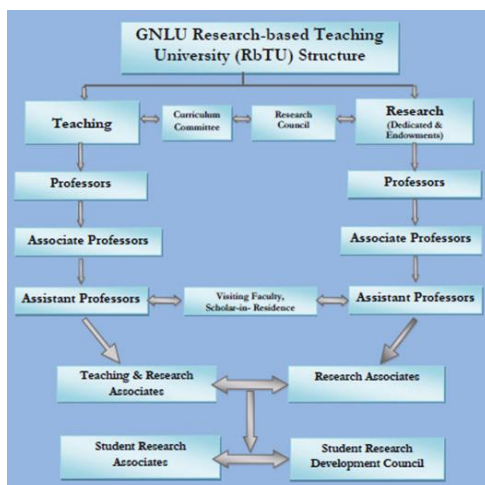 GNLU Research-based Teaching
University (RbTU) Structure
Teaching
Curriculum
Committee
Research
Council
Research
(Dedicated &
Endowments)
Professors
Professors
Associate Professors
Associate Professors
Assistant Professors
Visiting Faculty,
Scholar-in- Residence
Assistant Professors
Teaching & Research
Associates
Research Associates
Student Research
Associates
Student Research
Development Council